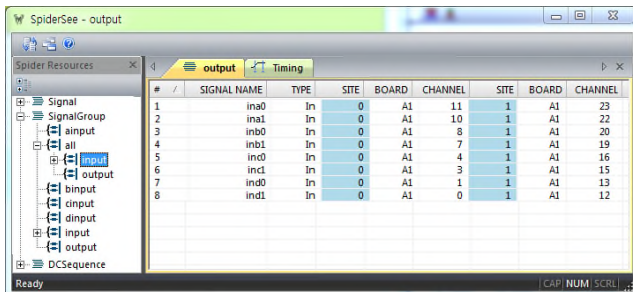 SpiderSee - output
Spider Resources
output
Timing
Signal
SignalGroup
ainput
all
input
output
binput
cinput
dinput
input
output
DCSequence
# / SIGNAL NAME TYPE SITE BOARD CHANNEL SITE BOARD CHANNEL
1 ina0 In 0 A1 11 1 A1 23
2 ina1 In 0 A1 10 1 A1 22
3 inb0 In 0 A1 8 1 A1 20
4 inb1 In 0 A1 7 1 A1 19
5 inc0 In 0 A1 4 1 A1 16
6 inc1 In 0 A1 3 1 A1 15
7 ind0 In 0 A1 1 1 A1 13
8 ind1 In 0 A1 0 1 A1 12
Ready
CAP NUM SCRL